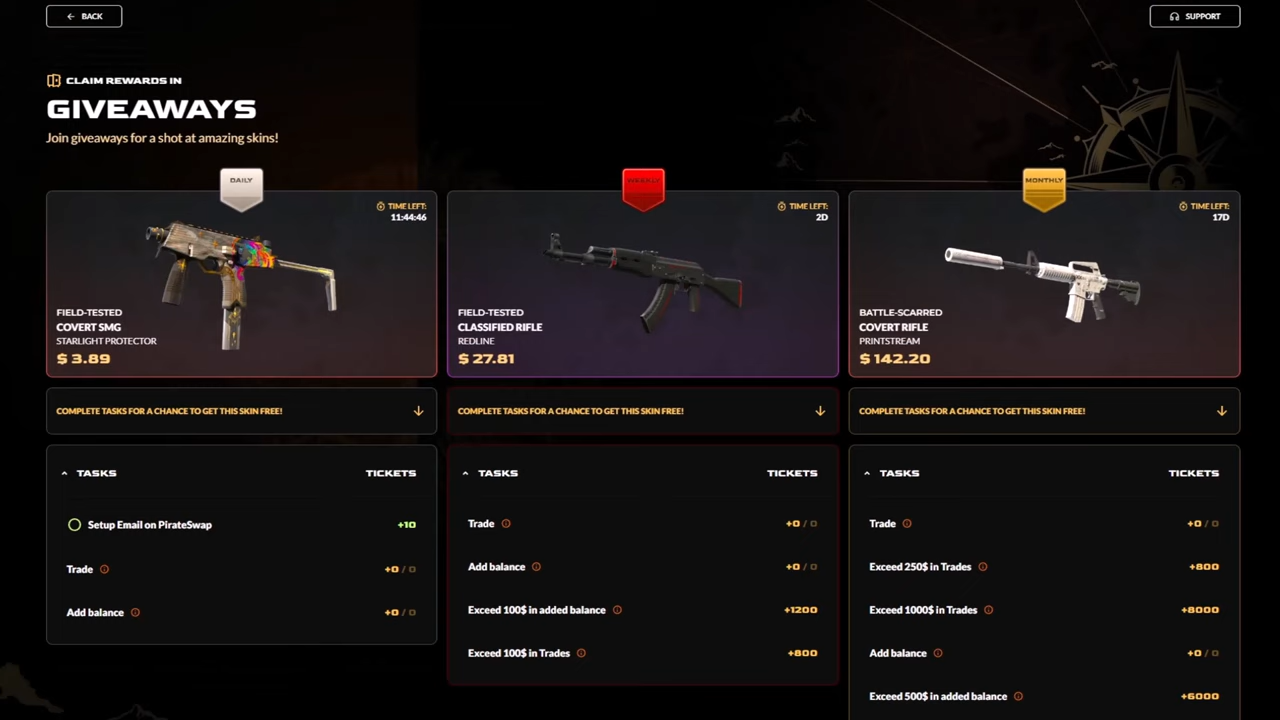 BACK
SUPPORT
CLAIM REWARDS IN
GIVEAWAYS
Join giveaways for a shot at amazing skins!
DAILY
TIME LEFT:
11:44:46
FIELD-TESTED
COVERT SMG
STARLIGHT PROTECTOR
$ 3.89
WEEKLY
TIME LEFT:
2D
FIELD-TESTED
CLASSIFIED RIFLE
REDLINE
$ 27.81
MONTHLY
TIME LEFT:
17D
BATTLE-SCARRED
COVERT RIFLE
PRINTSTREAM
$ 142.20
COMPLETE TASKS FOR A CHANCE TO GET THIS SKIN FREE!
COMPLETE TASKS FOR A CHANCE TO GET THIS SKIN FREE!
COMPLETE TASKS FOR A CHANCE TO GET THIS SKIN FREE!
TASKS TICKETS
Setup Email on PirateSwap +10
Trade +0 / 0
Add balance +0 / 0
TASKS TICKETS
Trade +0 / 0
Add balance +0 / 0
Exceed 100$ in added balance +1200
Exceed 100$ in Trades +800
TASKS TICKETS
Trade +0 / 0
Exceed 250$ in Trades +800
Exceed 1000$ in Trades +8000
Add balance +0 / 0
Exceed 500$ in added balance +6000